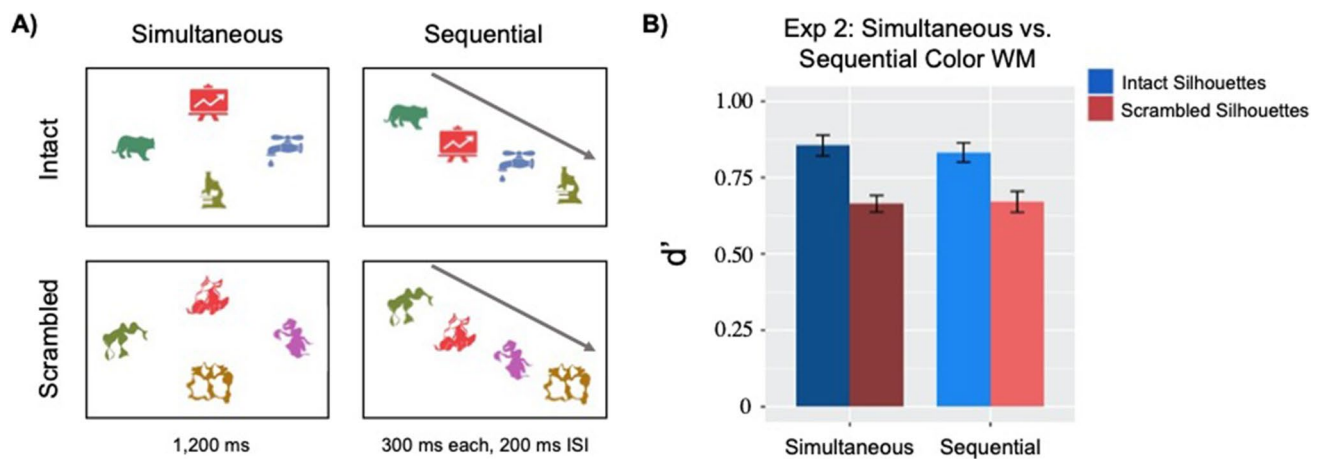 A)
Simultaneous
Sequential
Intact
Scrambled
1,200 ms
300 ms each, 200 ms ISI
B)
Exp 2: Simultaneous vs.
Sequential Color WM
Intact Silhouettes
Scrambled Silhouettes
d'
1.00
0.75
0.50
0.25
0
Simultaneous
Sequential